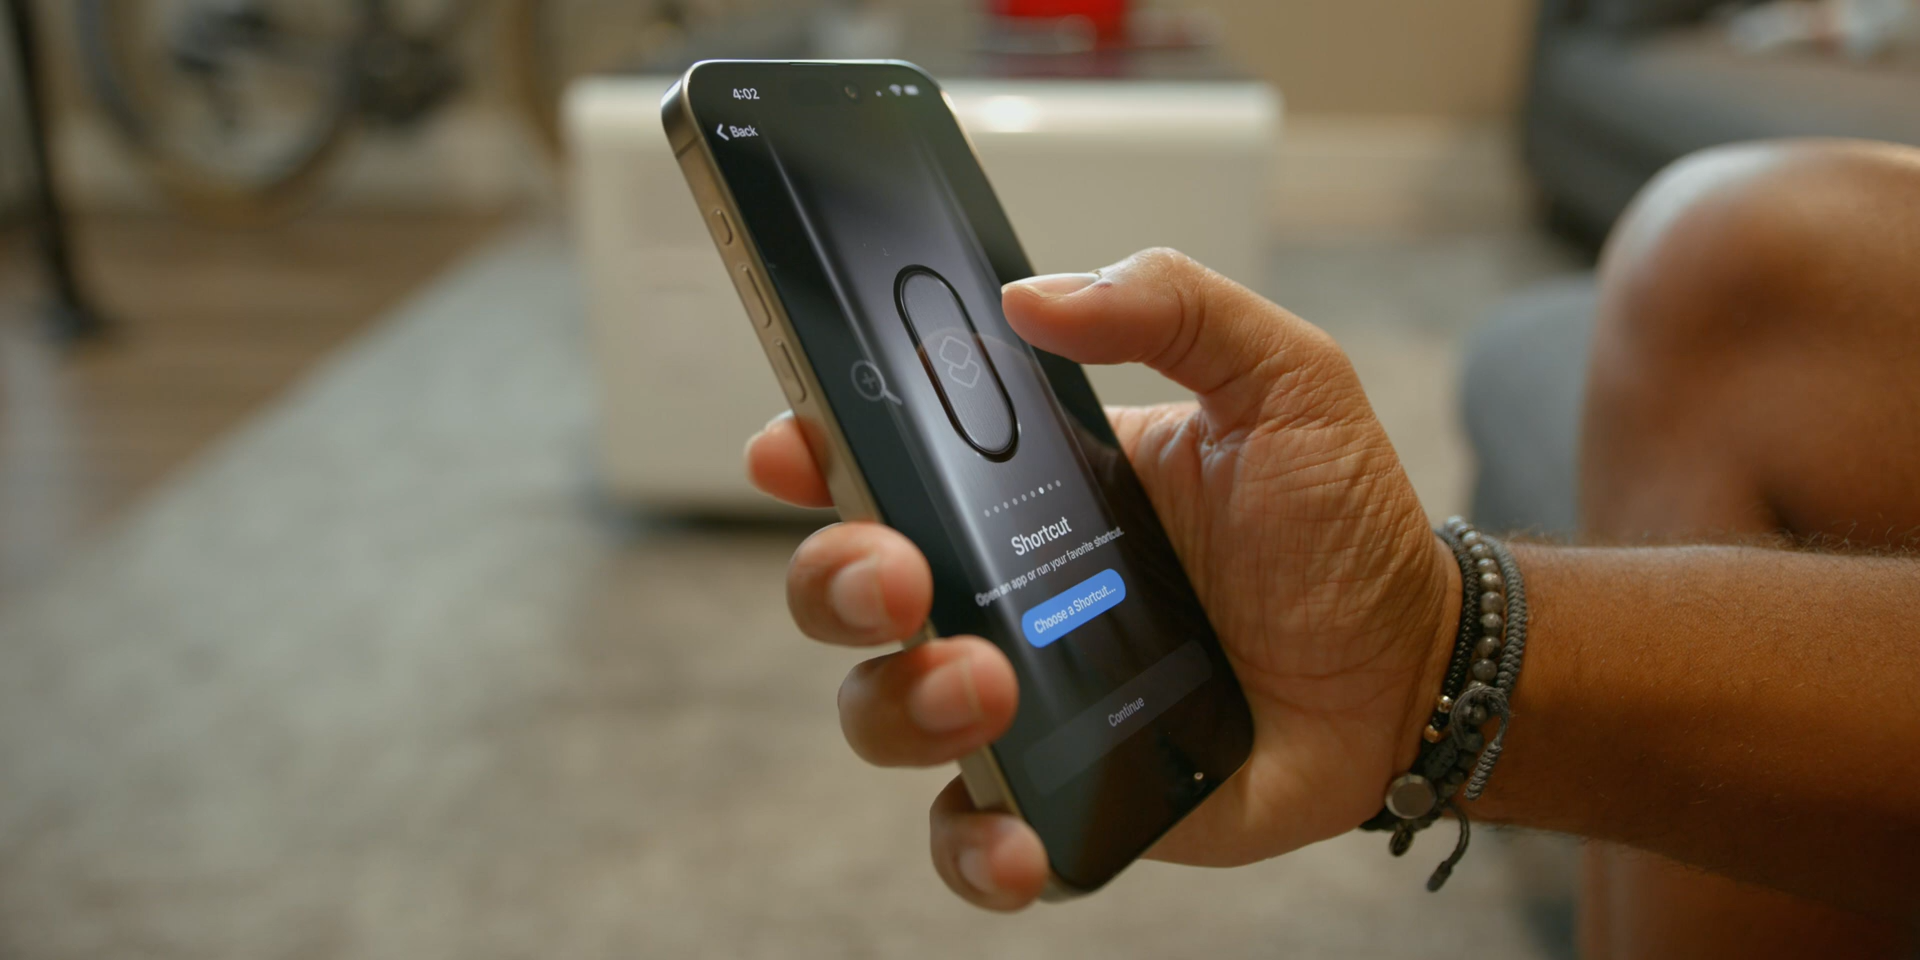 4:02
Back
Shortcut
Open an app or run your favorite shortcut.
Choose a Shortcut...
Continue